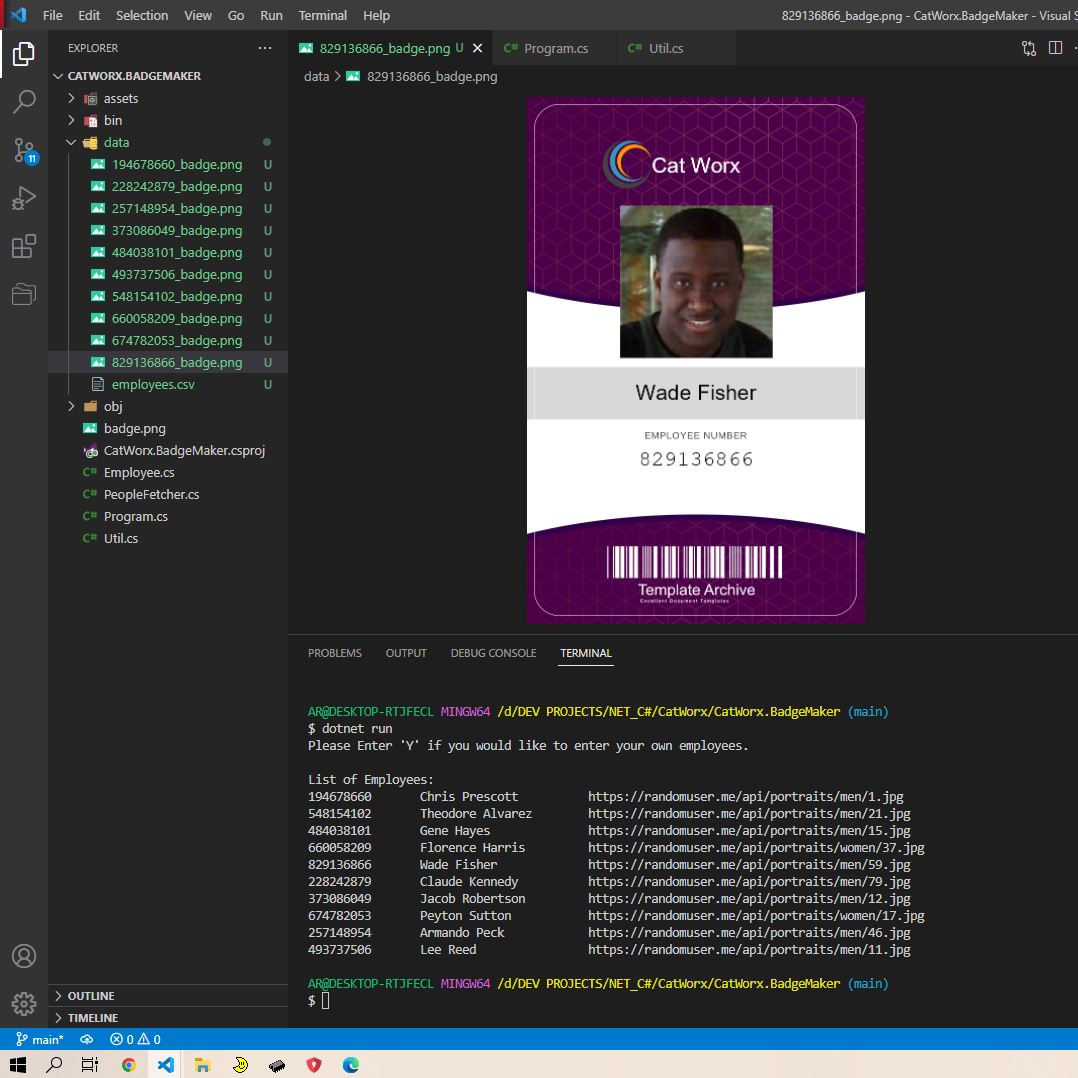 File Edit Selection View Go Run Terminal Help 829136866_badge.png - CatWorx.BadgeMaker - Visual S
EXPLORER ···
CATWORX.BADGEMAKER
assets
bin
data
194678660_badge.png U
228242879_badge.png U
257148954_badge.png U
373086049_badge.png U
484038101_badge.png U
493737506_badge.png U
548154102_badge.png U
660058209_badge.png U
674782053_badge.png U
829136866_badge.png U
employees.csv U
obj
badge.png
CatWorx.BadgeMaker.csproj
C# Employee.cs
C# PeopleFetcher.cs
C# Program.cs
C# Util.cs
11
OUTLINE
TIMELINE
829136866_badge.png U C# Program.cs C# Util.cs
data > 829136866_badge.png
Cat Worx
Wade Fisher
EMPLOYEE NUMBER
829136866
Template Archive
Excellent Document Templates
PROBLEMS OUTPUT DEBUG CONSOLE TERMINAL
AR@DESKTOP-RTJFECL MINGW64 /d/DEV PROJECTS/NET_C#/CatWorx/CatWorx.BadgeMaker (main)
$ dotnet run
Please Enter 'Y' if you would like to enter your own employees.
List of Employees:
194678660 Chris Prescott https://randomuser.me/api/portraits/men/1.jpg
548154102 Theodore Alvarez https://randomuser.me/api/portraits/men/21.jpg
484038101 Gene Hayes https://randomuser.me/api/portraits/men/15.jpg
660058209 Florence Harris https://randomuser.me/api/portraits/women/37.jpg
829136866 Wade Fisher https://randomuser.me/api/portraits/men/59.jpg
228242879 Claude Kennedy https://randomuser.me/api/portraits/men/79.jpg
373086049 Jacob Robertson https://randomuser.me/api/portraits/men/12.jpg
674782053 Peyton Sutton https://randomuser.me/api/portraits/women/17.jpg
257148954 Armando Peck https://randomuser.me/api/portraits/men/46.jpg
493737506 Lee Reed https://randomuser.me/api/portraits/men/11.jpg
AR@DESKTOP-RTJFECL MINGW64 /d/DEV PROJECTS/NET_C#/CatWorx/CatWorx.BadgeMaker (main)
$
main* 0 0